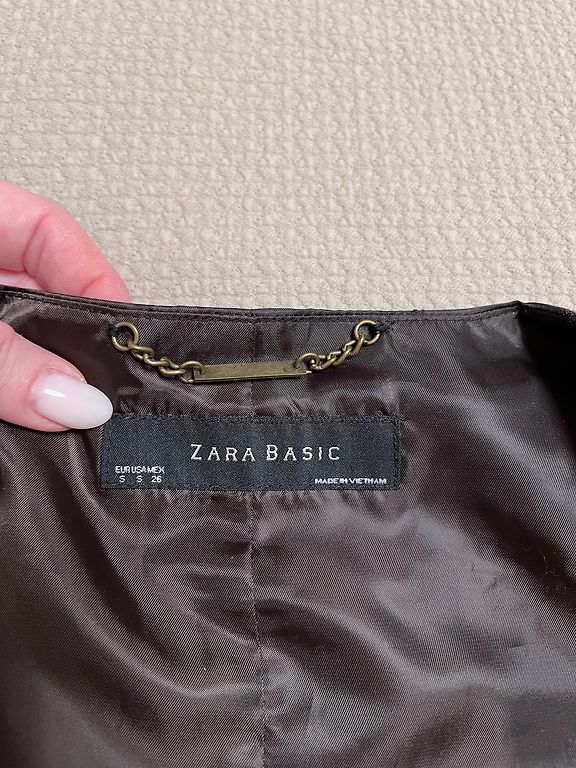 ZARA BASIC
EUR USA MEX
S S 26
MADE IN VIETNAM